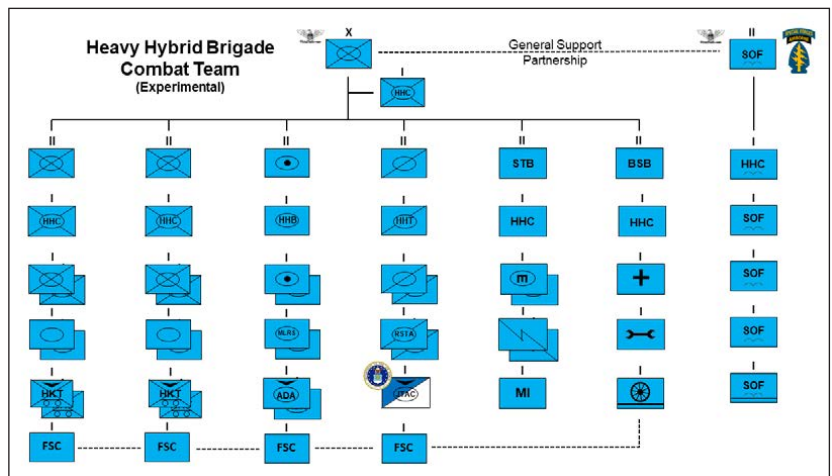 X
II
Heavy Hybrid Brigade
Combat Team
(Experimental)
General Support
Partnership
SOF
I
HHC
II
II
II
II
II
II
STB
BSB
I
HHC
I
I
I
I
I
I
HHC
HHC
HHB
HHT
HHC
HHC
I
SOF
I
I
I
I
I
I
m
I
SOF
MLRS
RSTA
I
SOF
I
I
I
I
HKT
HKT
ADA
JTAC
MI
I
SOF
I
I
I
I
I
FSC
FSC
FSC
FSC